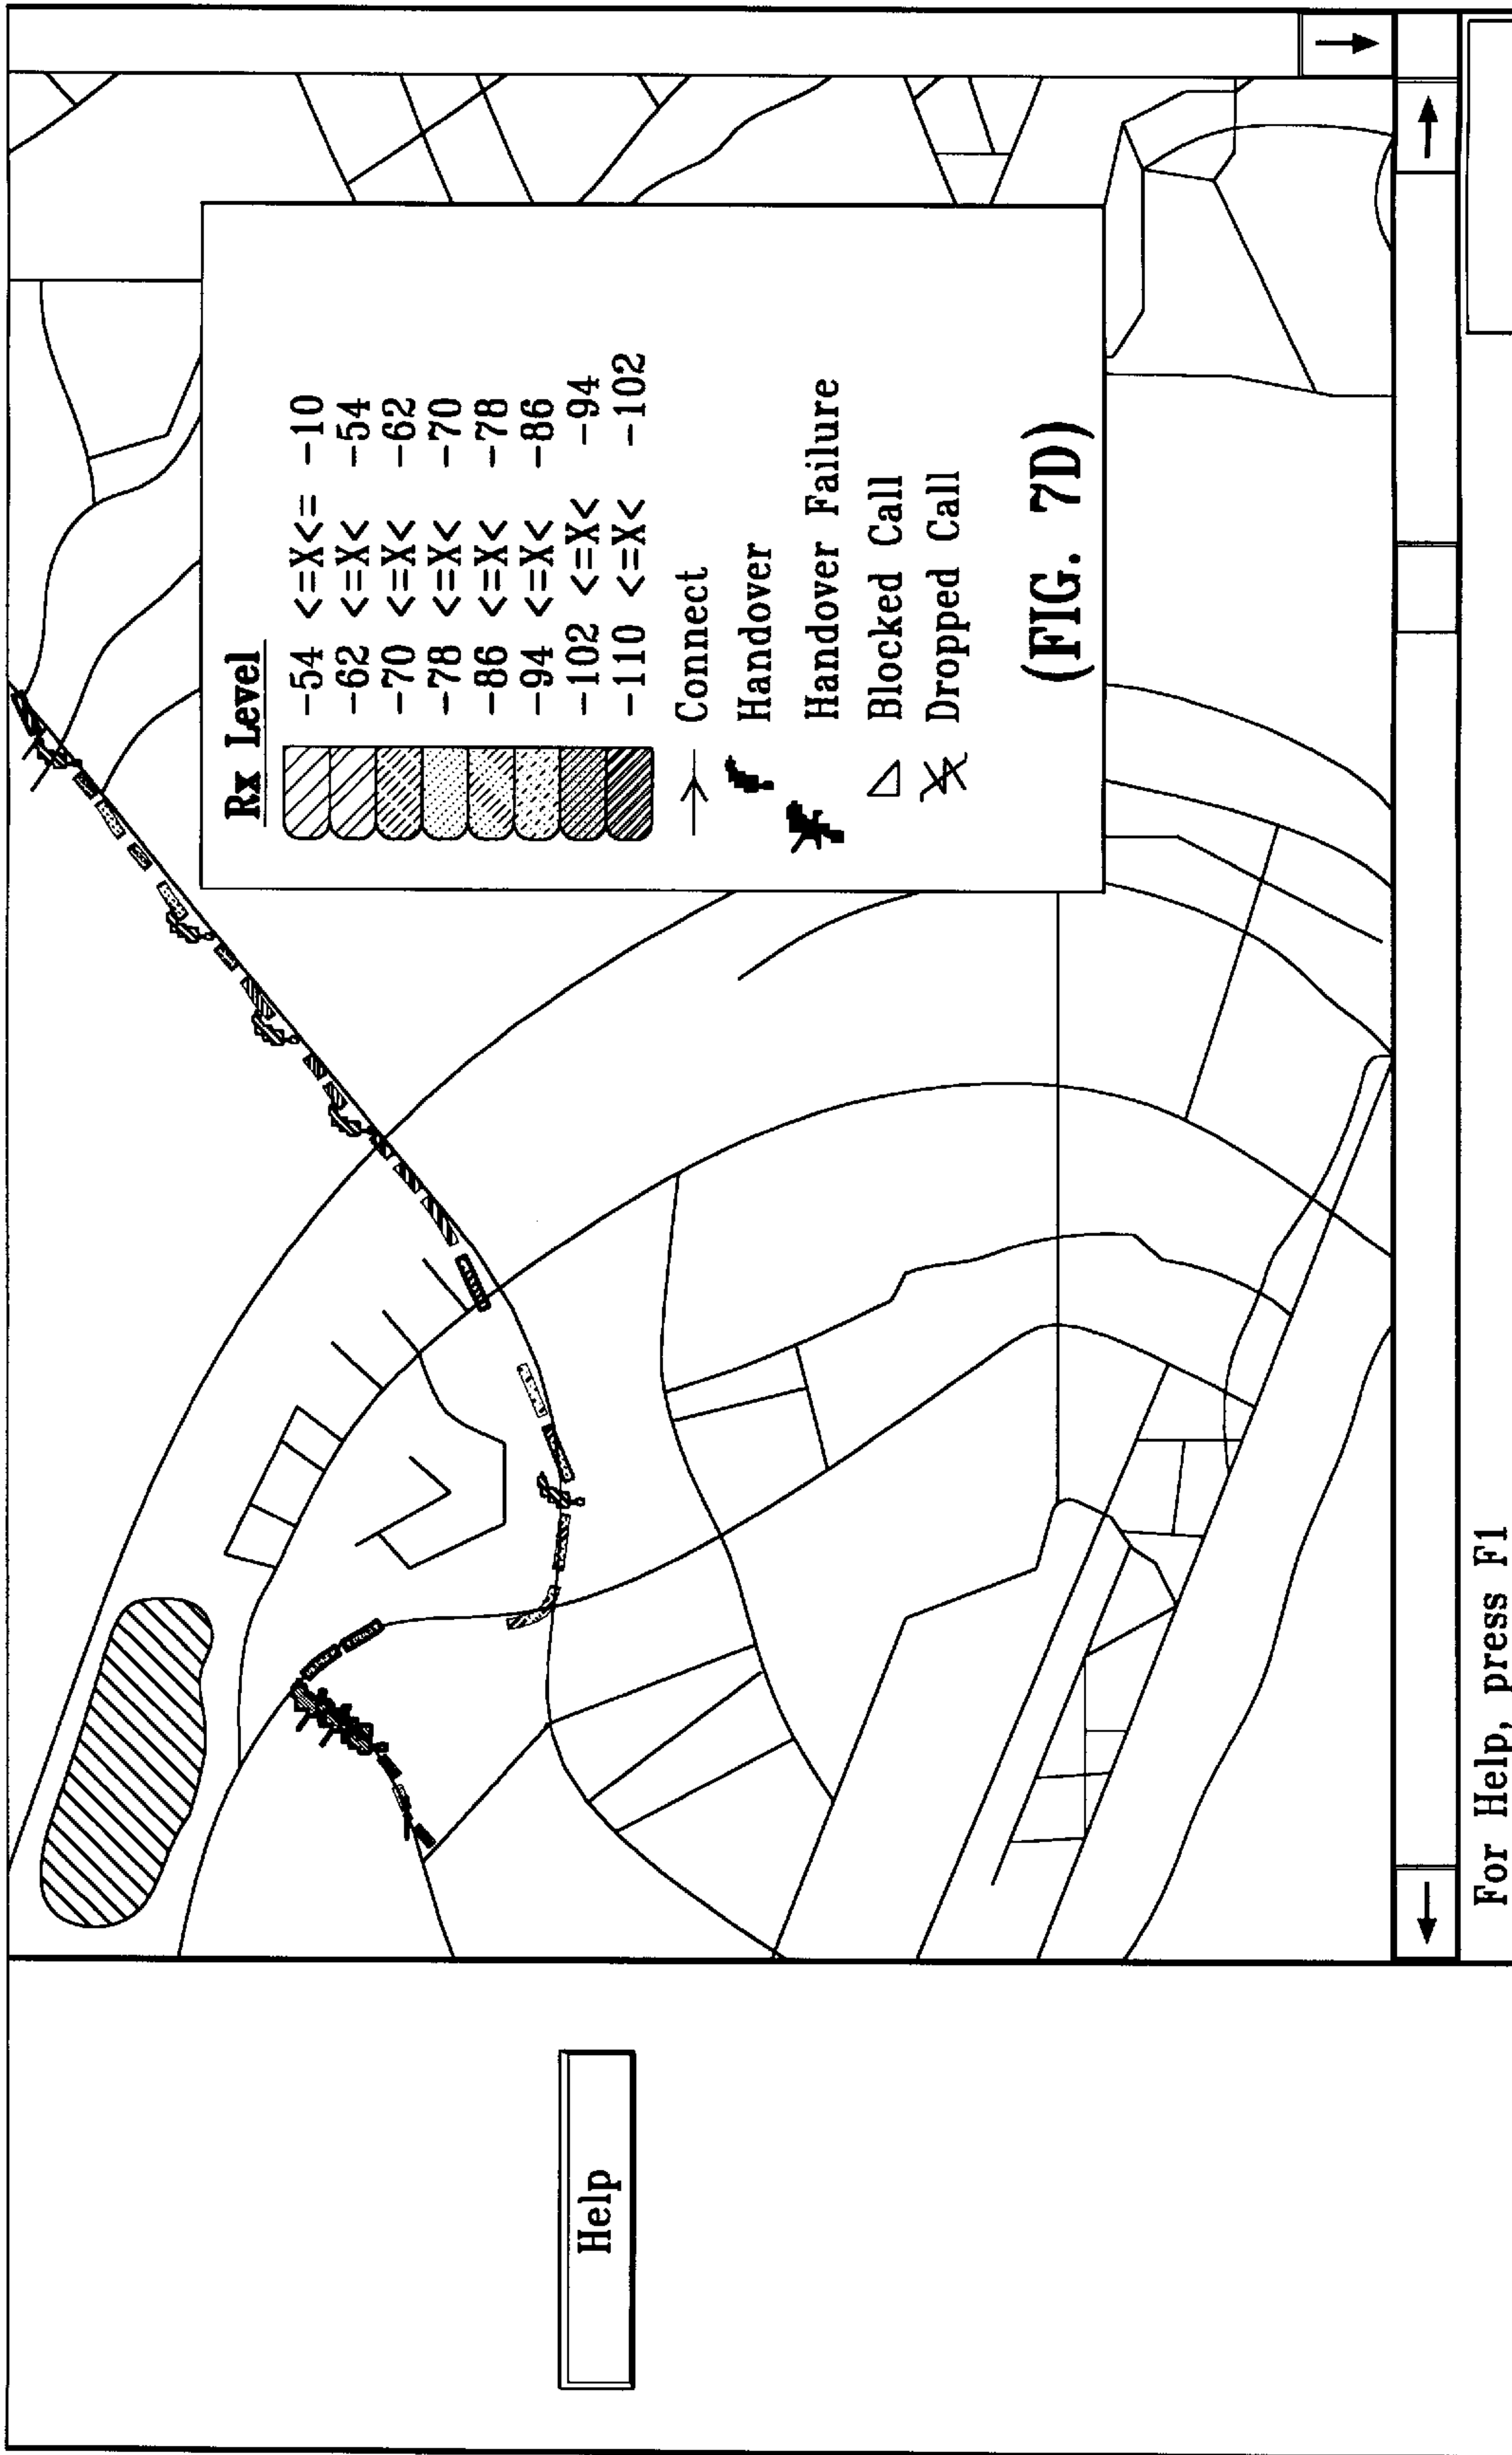 Rx Level
-54 <=X<= -10
-62 <=X< -54
-70 <=X< -62
-78 <=X< -70
-86 <=X< -78
-94 <=X< -86
-102 <=X< -94
-110 <=X< -102
Connect
Handover
Handover Failure
Blocked Call
Dropped Call
(FIG. 7D)
Help
For Help, press F1